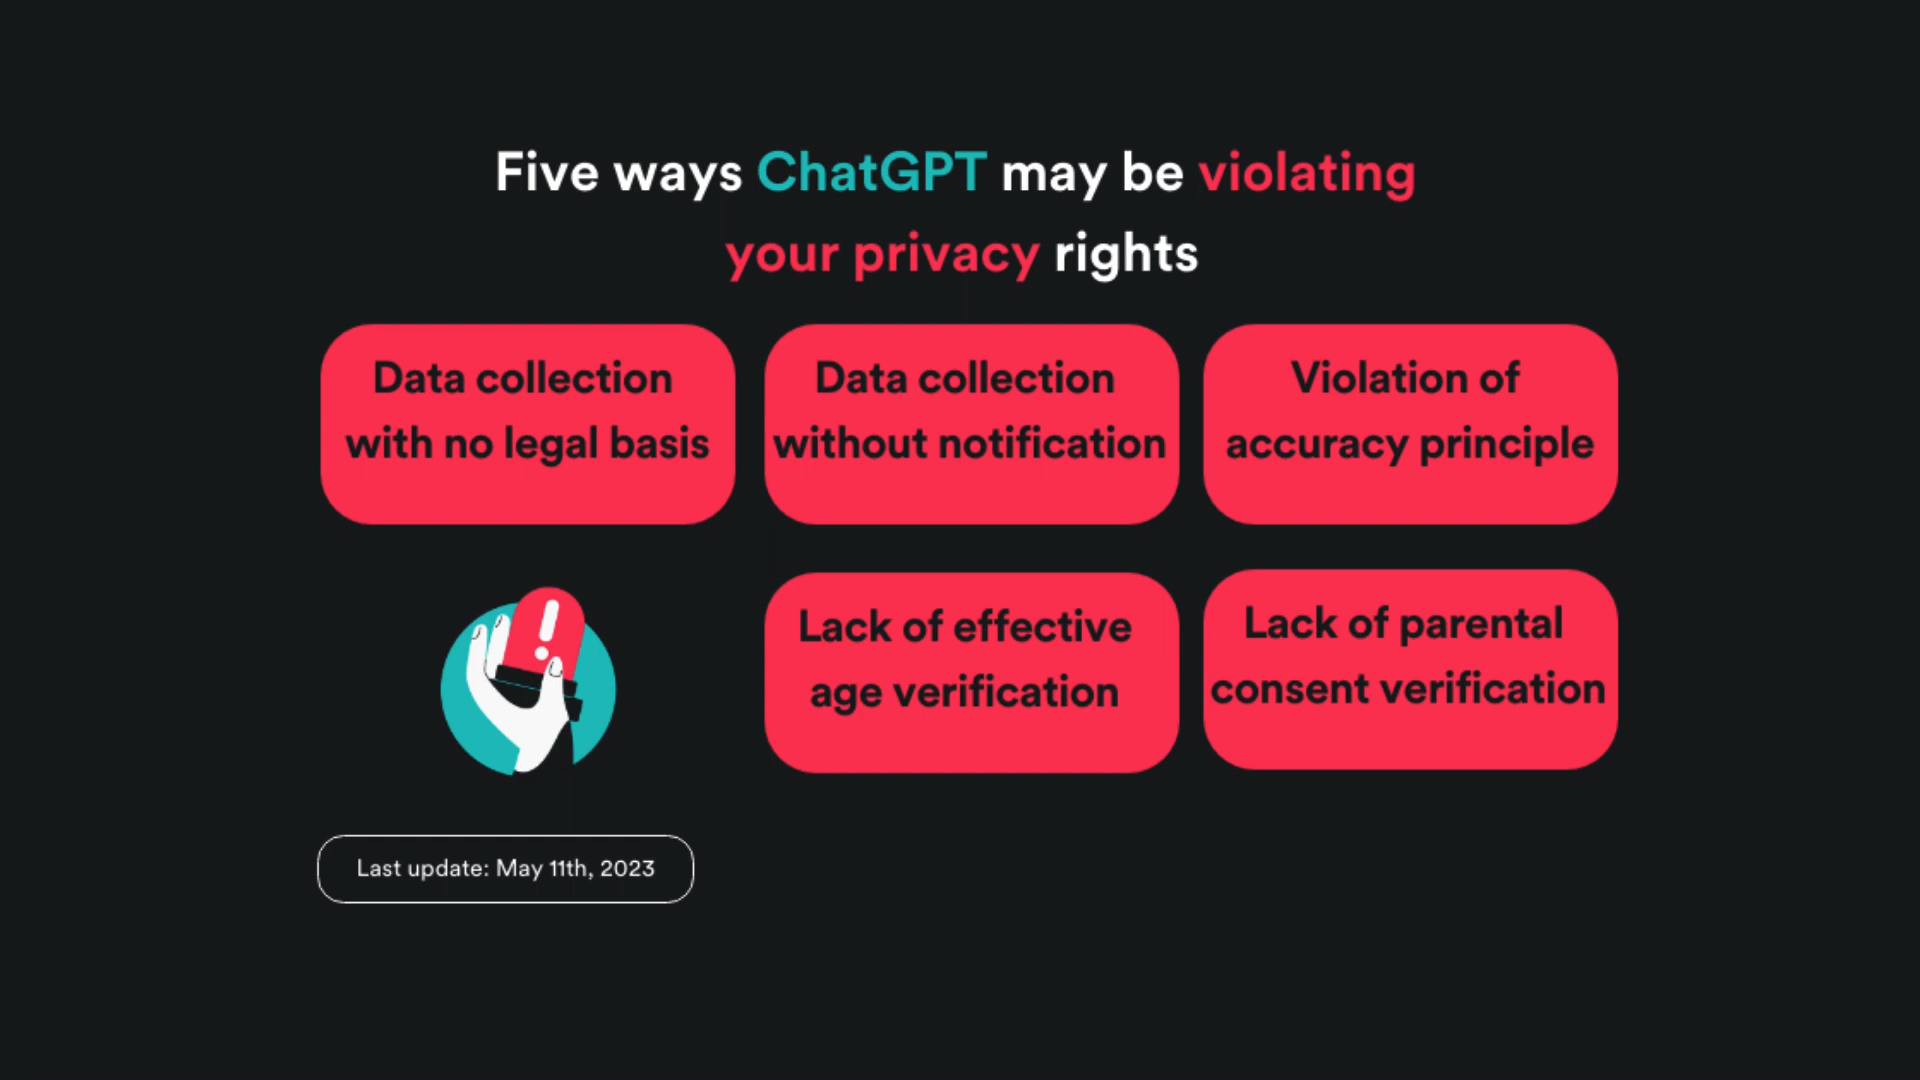 Five ways ChatGPT may be violating
your privacy rights
Data collection
with no legal basis
Data collection
without notification
Violation of
accuracy principle
Lack of effective
age verification
Lack of parental
consent verification
Last update: May 11th, 2023